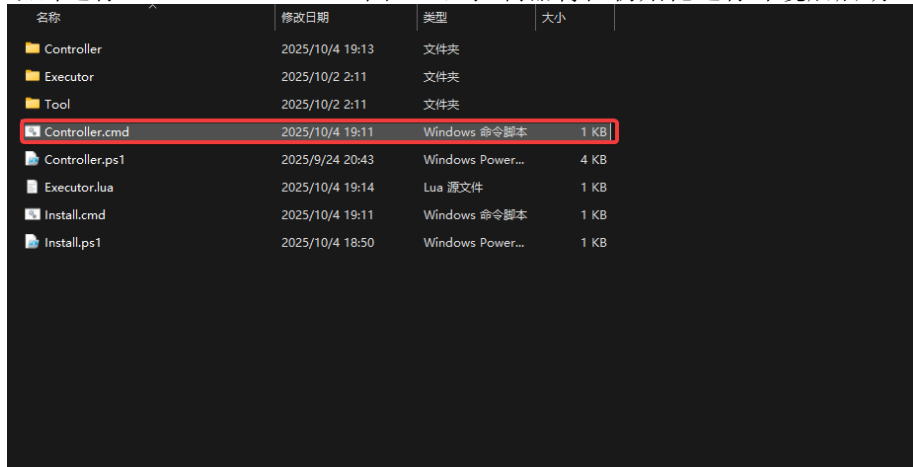 名称 修改日期 类型 大小
Controller 2025/10/4 19:13 文件夹
Executor 2025/10/2 2:11 文件夹
Tool 2025/10/2 2:11 文件夹
Controller.cmd 2025/10/4 19:11 Windows 命令脚本 1 KB
Controller.ps1 2025/9/24 20:43 Windows Power... 4 KB
Executor.lua 2025/10/4 19:14 Lua 源文件 1 KB
Install.cmd 2025/10/4 19:11 Windows 命令脚本 1 KB
Install.ps1 2025/10/4 18:50 Windows Power... 1 KB